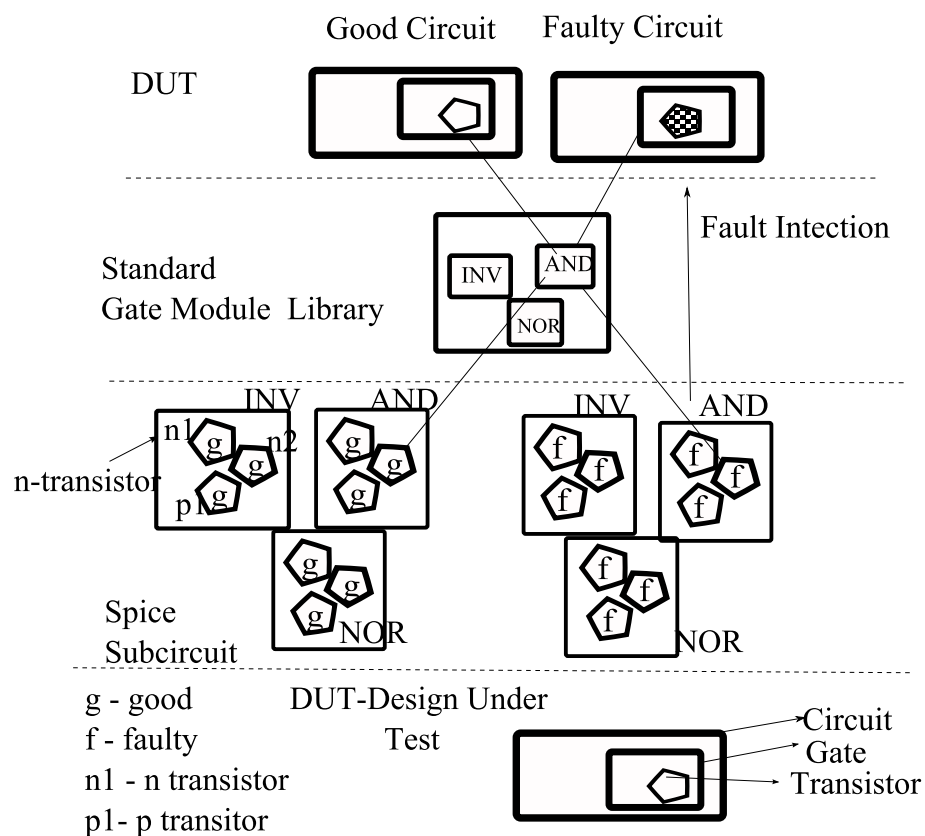 Good Circuit
Faulty Circuit
DUT
Fault Intection
Standard
Gate Module Library
INV
AND
NOR
INV
AND
INV
AND
n1
n2
p1
g
g
g
g
g
g
f
f
f
f
f
f
n-transistor
g
g
g
NOR
f
f
f
NOR
Spice
Subcircuit
g - good
f - faulty
n1 - n transistor
p1- p transitor
DUT-Design Under
Test
Circuit
Gate
Transistor